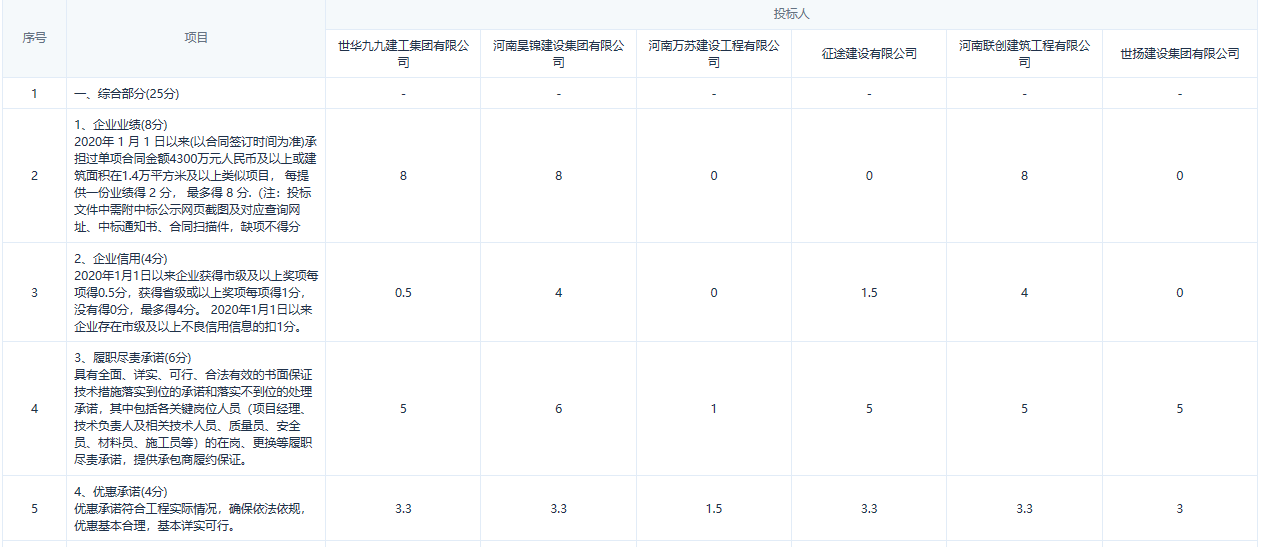 序号
项目
投标人
世华九九建工集团有限公
司
河南昊锦建设集团有限公
司
河南万苏建设工程有限公
司
征途建设有限公司
河南联创建筑工程有限公
司
世扬建设集团有限公司
1
一、综合部分(25分)
-
-
-
-
-
-
2
1、企业业绩(8分)
2020年 1 月 1 日以来(以合同签订时间为准)承
担过单项合同金额4300万元人民币及以上或建
筑面积在1.4万平方米及以上类似项目， 每提
供一份业绩得 2 分， 最多得 8 分．(注：投标
文件中需附中标公示网页截图及对应查询网
址、中标通知书、合同扫描件，缺项不得分
8
8
0
0
8
0
3
2、企业信用(4分)
2020年1月1日以来企业获得市级及以上奖项每
项得0.5分，获得省级或以上奖项每项得1分，
没有得0分，最多得4分。 2020年1月1日以来
企业存在市级及以上不良信用信息的扣1分。
0.5
4
0
1.5
4
0
4
3、履职尽责承诺(6分)
具有全面、详实、可行、合法有效的书面保证
技术措施落实到位的承诺和落实不到位的处理
承诺，其中包括各关键岗位人员（项目经理、
技术负责人及相关技术人员、质量员、安全
员、材料员、施工员等）的在岗、更换等履职
尽责承诺，提供承包商履约保证。
5
6
1
5
5
5
5
4、优惠承诺(4分)
优惠承诺符合工程实际情况，确保依法依规，
优惠基本合理，基本详实可行。
3.3
3.3
1.5
3.3
3.3
3